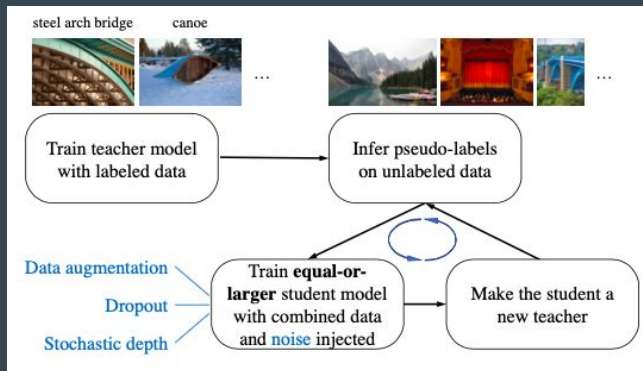 steel arch bridge
canoe
...
...
Train teacher model
with labeled data
Infer pseudo-labels
on unlabeled data
Data augmentation
Dropout
Stochastic depth
Train equal-or-
larger student model
with combined data
and noise injected
Make the student a
new teacher